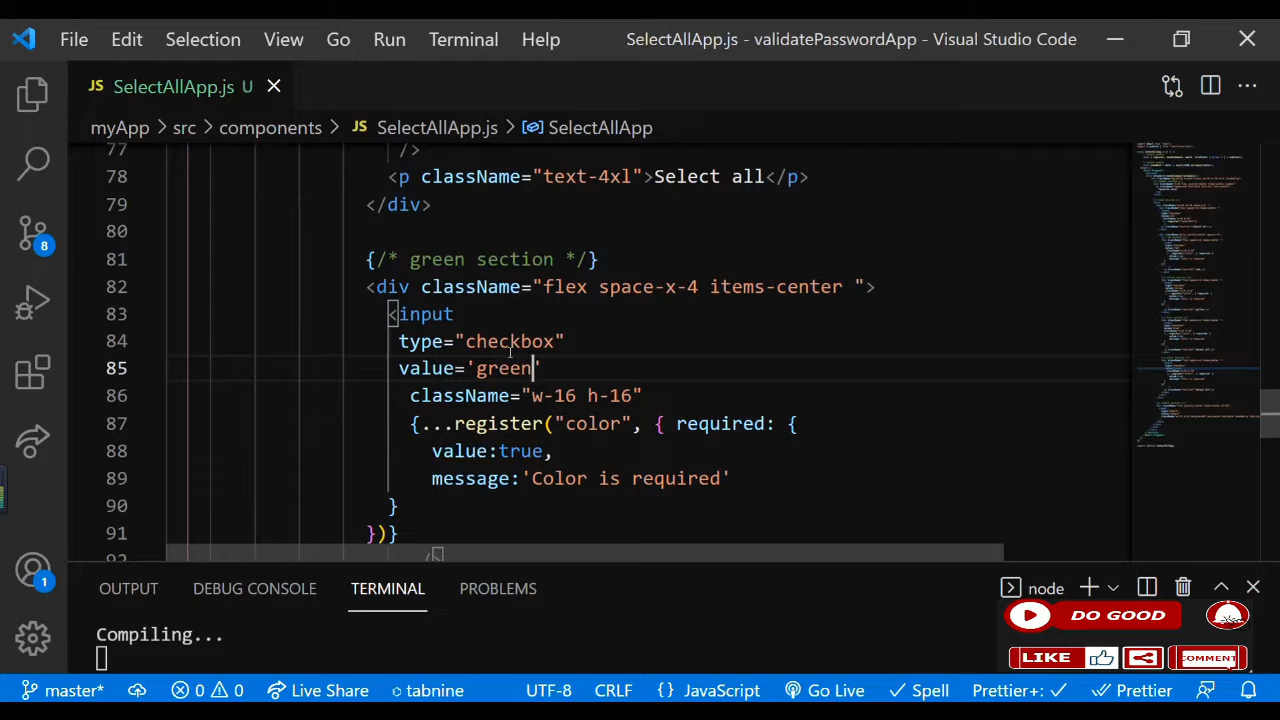 File Edit Selection View Go Run Terminal Help SelectAllApp.js - validatePasswordApp - Visual Studio Code
JS SelectAllApp.js U
myApp > src > components > JS SelectAllApp.js > SelectAllApp
77 />
78 <p className="text-4xl">Select all</p>
79 </div>
80
81 {/* green section */}
82 <div className="flex space-x-4 items-center ">
83 <input
84 type="checkbox"
85 value="green"
86 className="w-16 h-16"
87 {...register("color", { required: {
88 value:true,
89 message:'Color is required'
90 }
91 })}
92 />
8
OUTPUT DEBUG CONSOLE TERMINAL PROBLEMS
node
DO GOOD
Compiling...
LIKE COMMENT
1
master* 0 0 Live Share tabnine UTF-8 CRLF { } JavaScript Go Live Spell Prettier+: Prettier